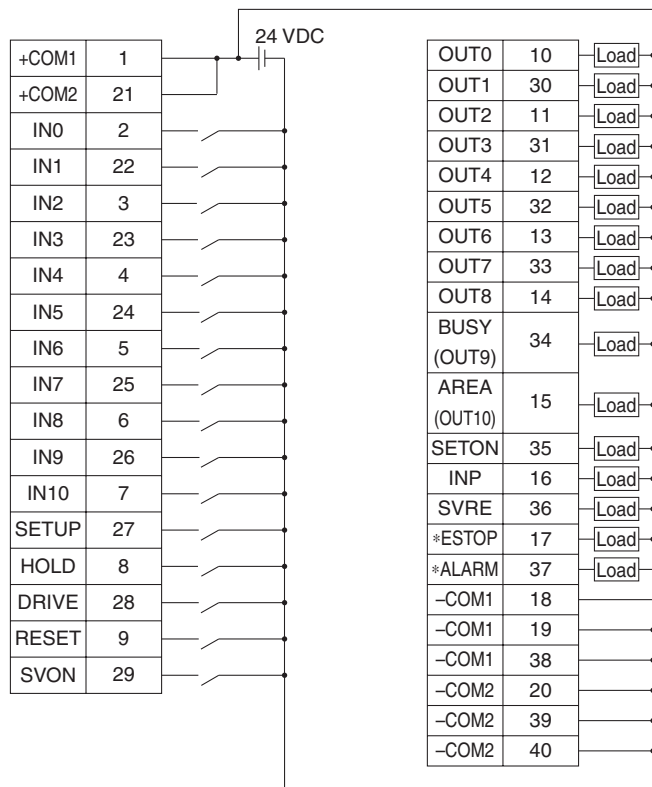 24 VDC
+COM1 1
+COM2 21
IN0 2
IN1 22
IN2 3
IN3 23
IN4 4
IN5 24
IN6 5
IN7 25
IN8 6
IN9 26
IN10 7
SETUP 27
HOLD 8
DRIVE 28
RESET 9
SVON 29
OUT0 10 Load
OUT1 30 Load
OUT2 11 Load
OUT3 31 Load
OUT4 12 Load
OUT5 32 Load
OUT6 13 Load
OUT7 33 Load
OUT8 14 Load
BUSY
(OUT9) 34 Load
AREA
(OUT10) 15 Load
SETON 35 Load
INP 16 Load
SVRE 36 Load
*ESTOP 17 Load
*ALARM 37 Load
–COM1 18
–COM1 19
–COM1 38
–COM2 20
–COM2 39
–COM2 40